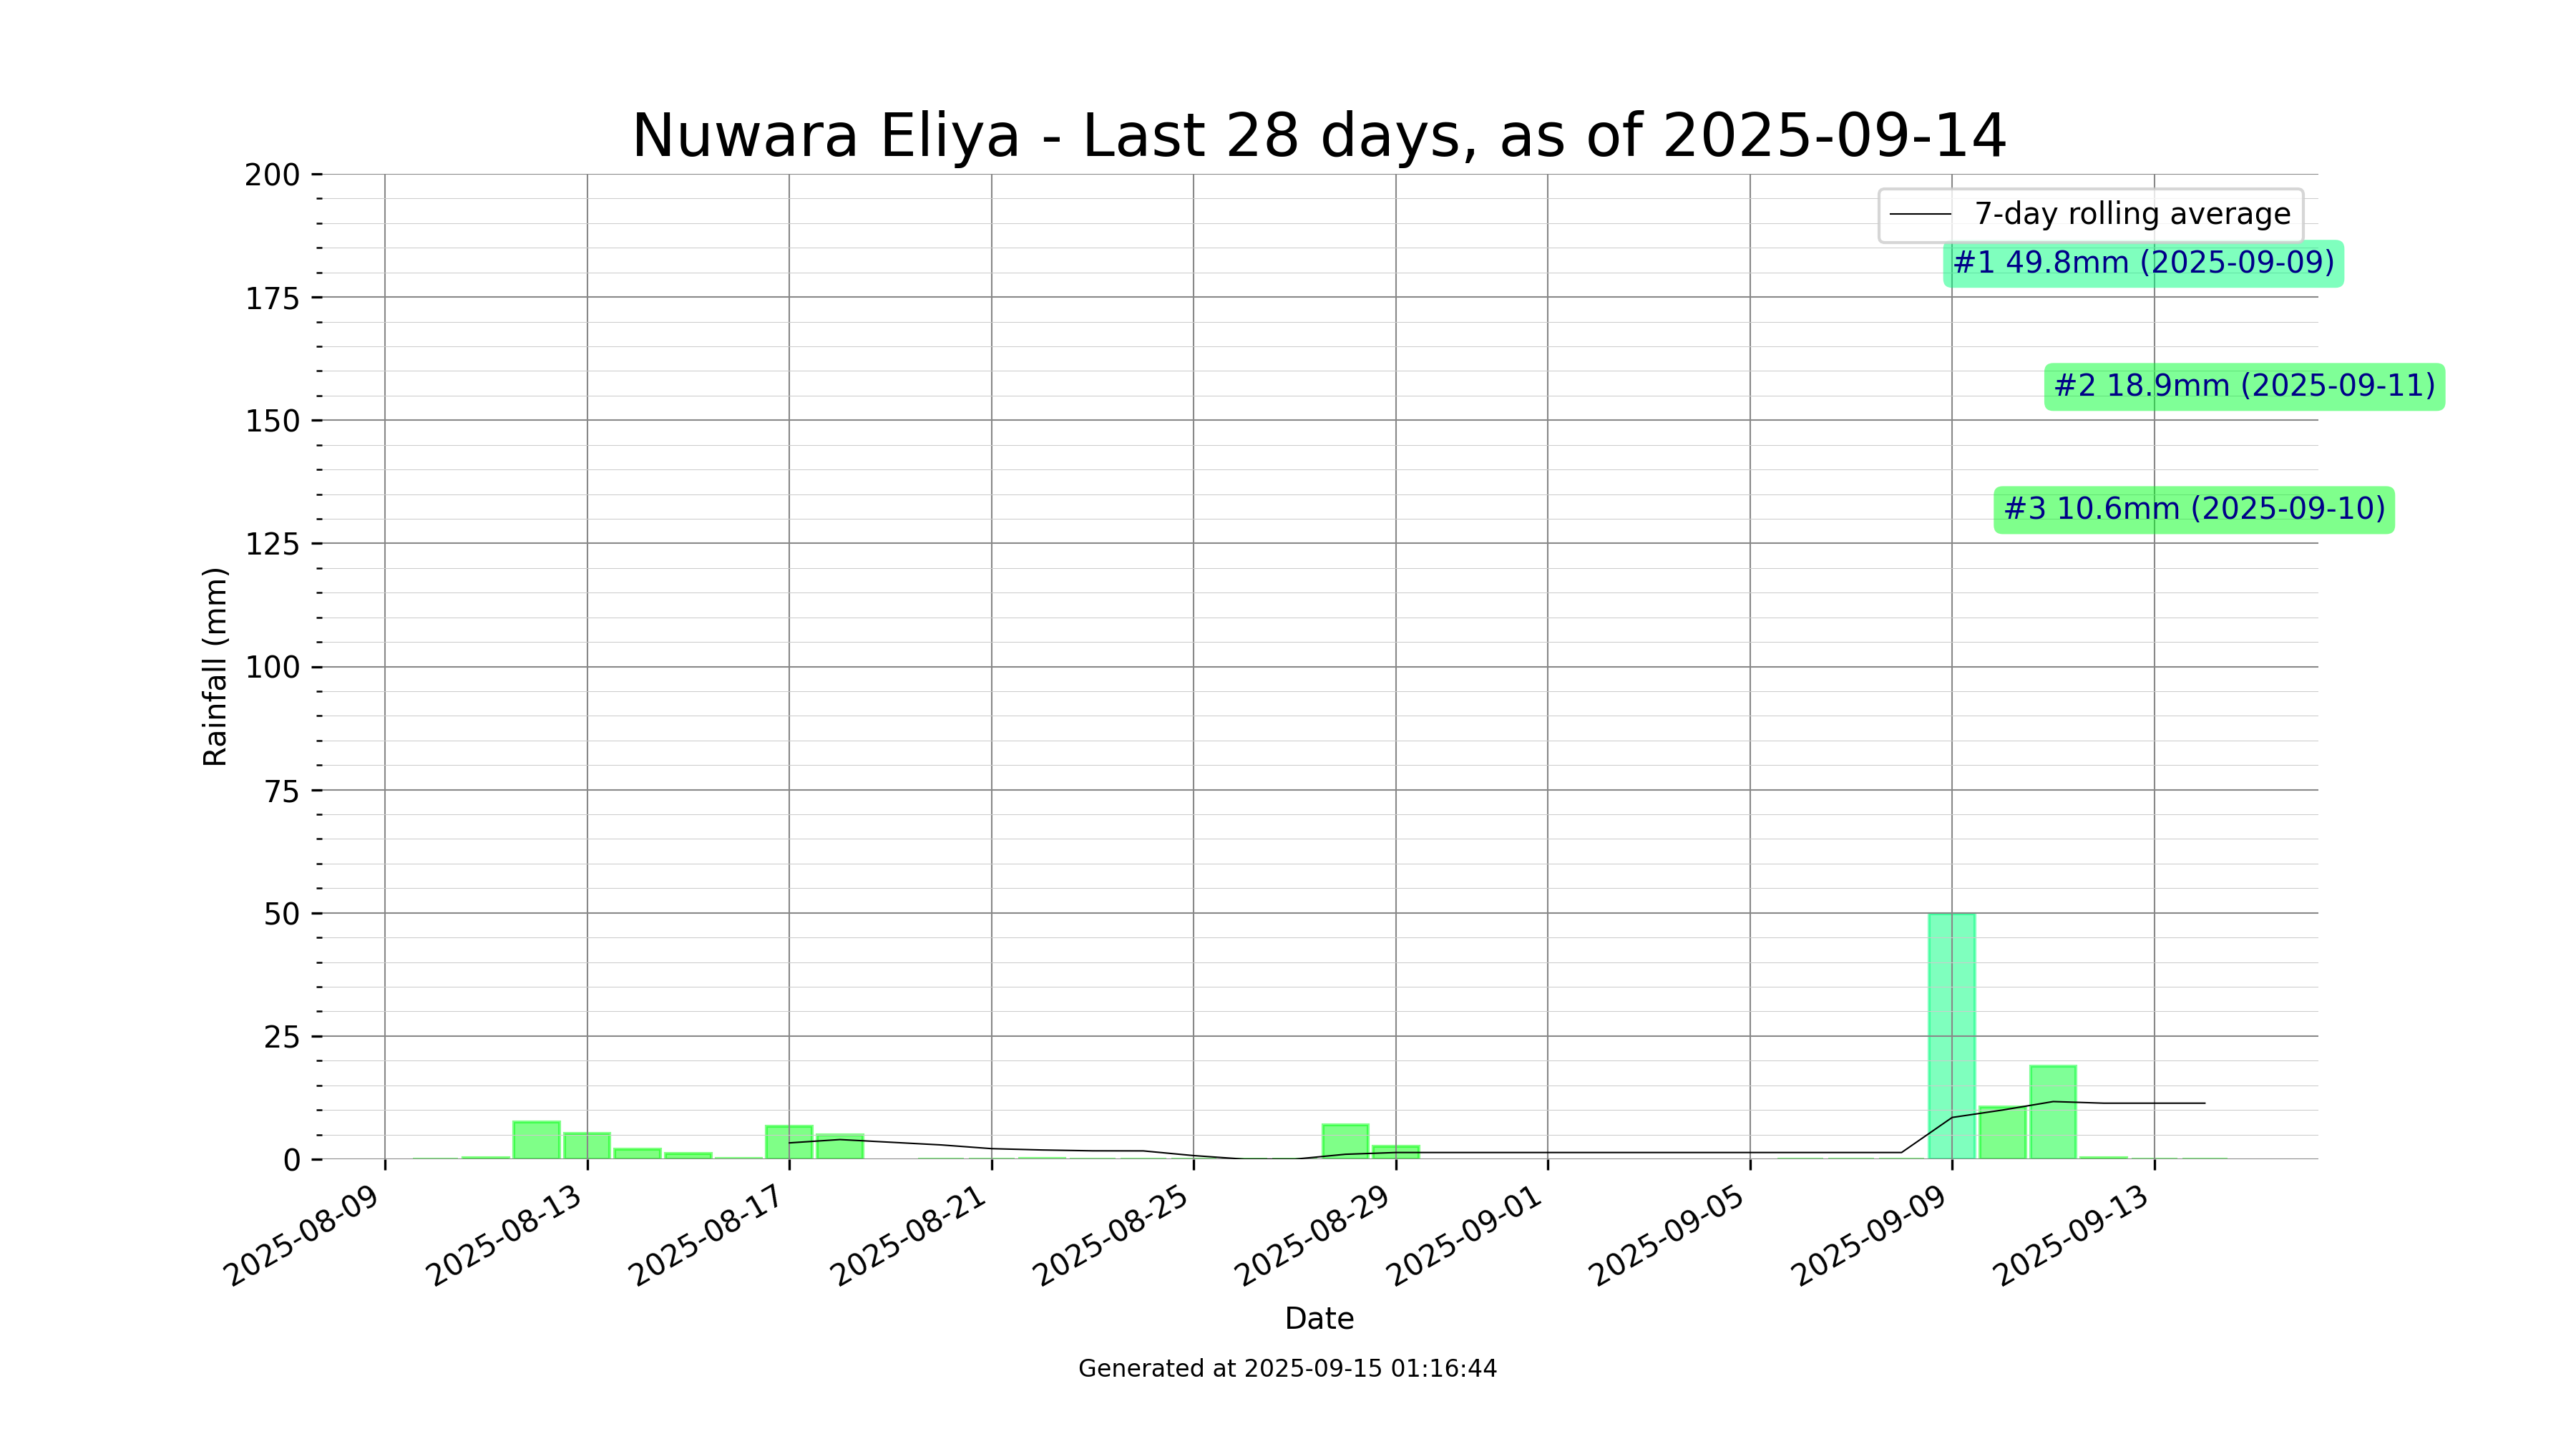 Nuwara Eliya - Last 28 days, as of 2025-09-14
200
175
150
125
100
75
50
25
0
Rainfall (mm)
7-day rolling average
#1 49.8mm (2025-09-09)
#2 18.9mm (2025-09-11)
#3 10.6mm (2025-09-10)
2025-08-09
2025-08-13
2025-08-17
2025-08-21
2025-08-25
2025-08-29
2025-09-01
2025-09-05
2025-09-09
2025-09-13
Date
Generated at 2025-09-15 01:16:44